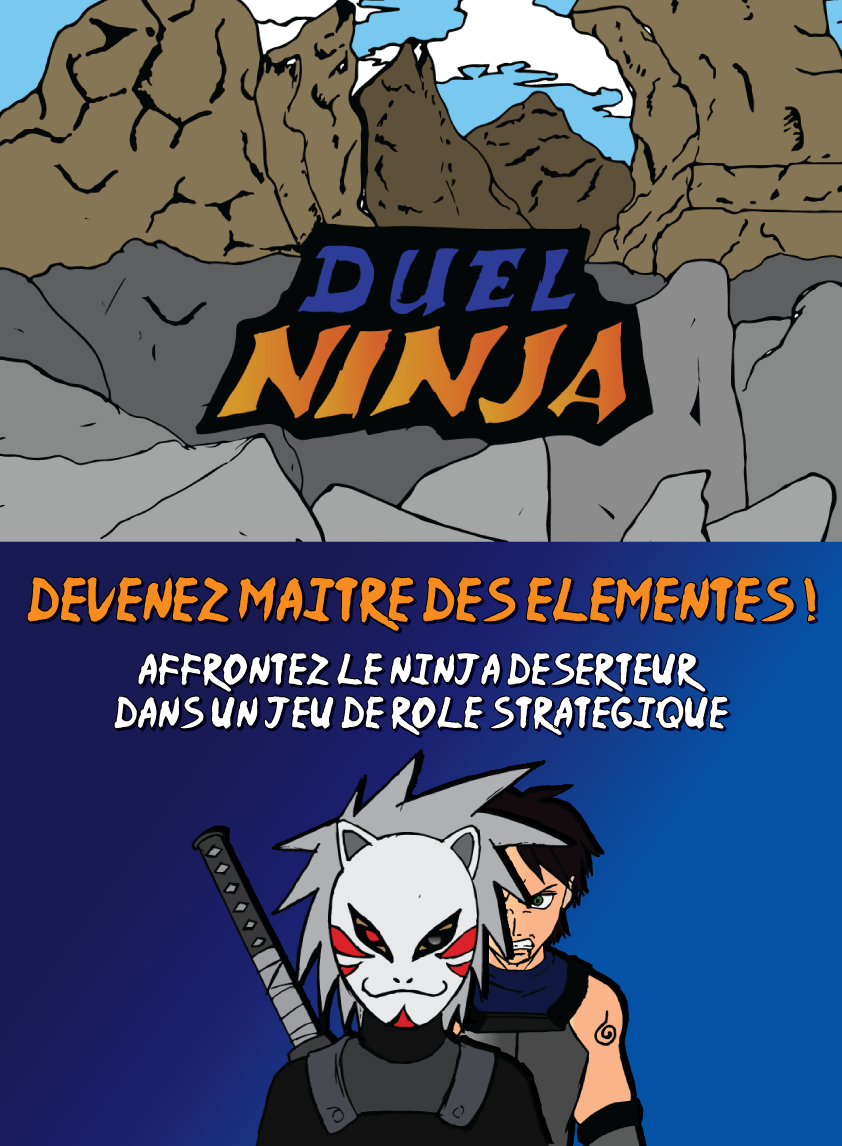 DUEL
NINJA
DEVENEZ MAITRE DES ELEMENTES !
AFFRONTEZ LE NINJA DESERTEUR
DANS UN JEU DE ROLE STRATEGIQUE